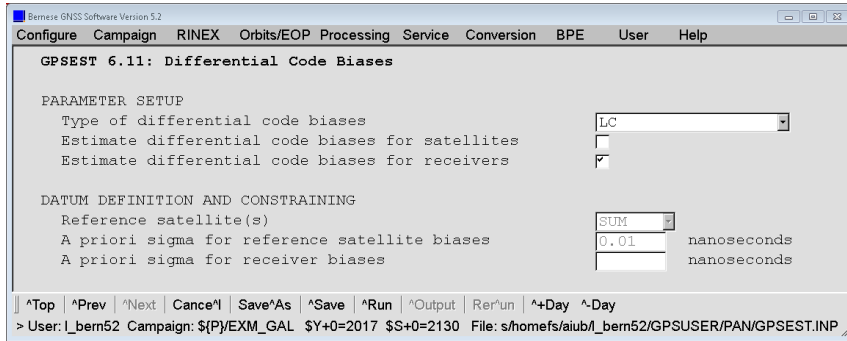 Bernese GNSS Software Version 5.2
Configure Campaign RINEX Orbits/EOP Processing Service Conversion BPE User Help
GPSEST 6.11: Differential Code Biases
PARAMETER SETUP
Type of differential code biases LC
Estimate differential code biases for satellites
Estimate differential code biases for receivers
DATUM DEFINITION AND CONSTRAINING
Reference satellite(s) SUM
A priori sigma for reference satellite biases 0.01 nanoseconds
A priori sigma for receiver biases nanoseconds
^Top ^Prev ^Next Cance^l Save^As ^Save ^Run ^Output Rer^un ^+Day ^-Day
> User: l_bern52 Campaign: ${P}/EXM_GAL $Y+0=2017 $S+0=2130 File: s/homefs/aiub/l_bern52/GPSUSER/PAN/GPSEST.INP